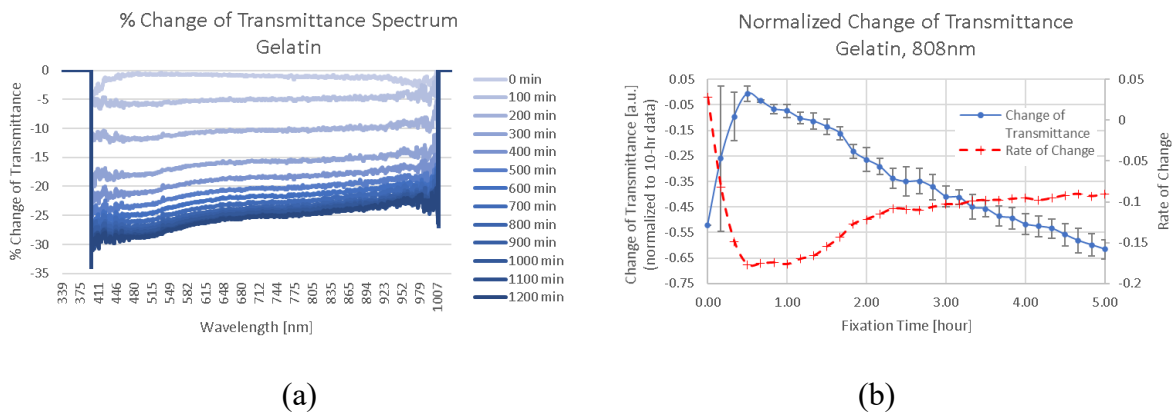 % Change of Transmittance Spectrum
Gelatin
% Change of Transmittance
0
-5
-10
-15
-20
-25
-30
-35
339 375 411 446 480 515 549 582 615 648 680 712 744 775 805 835 865 894 923 952 980 1007
Wavelength [nm]
0 min
100 min
200 min
300 min
400 min
500 min
600 min
700 min
800 min
900 min
1000 min
1100 min
1200 min
(a)
Normalized Change of Transmittance
Gelatin, 808nm
Change of Transmittance [a.u.]
(normalized to 10-hr data)
0.05
-0.05
-0.15
-0.25
-0.35
-0.45
-0.55
-0.65
-0.75
0.00 1.00 2.00 3.00 4.00 5.00
Fixation Time [hour]
Change of
Transmittance
Rate of Change
0.05
0
-0.05
-0.1
-0.15
-0.2
Rate of Change
(b)